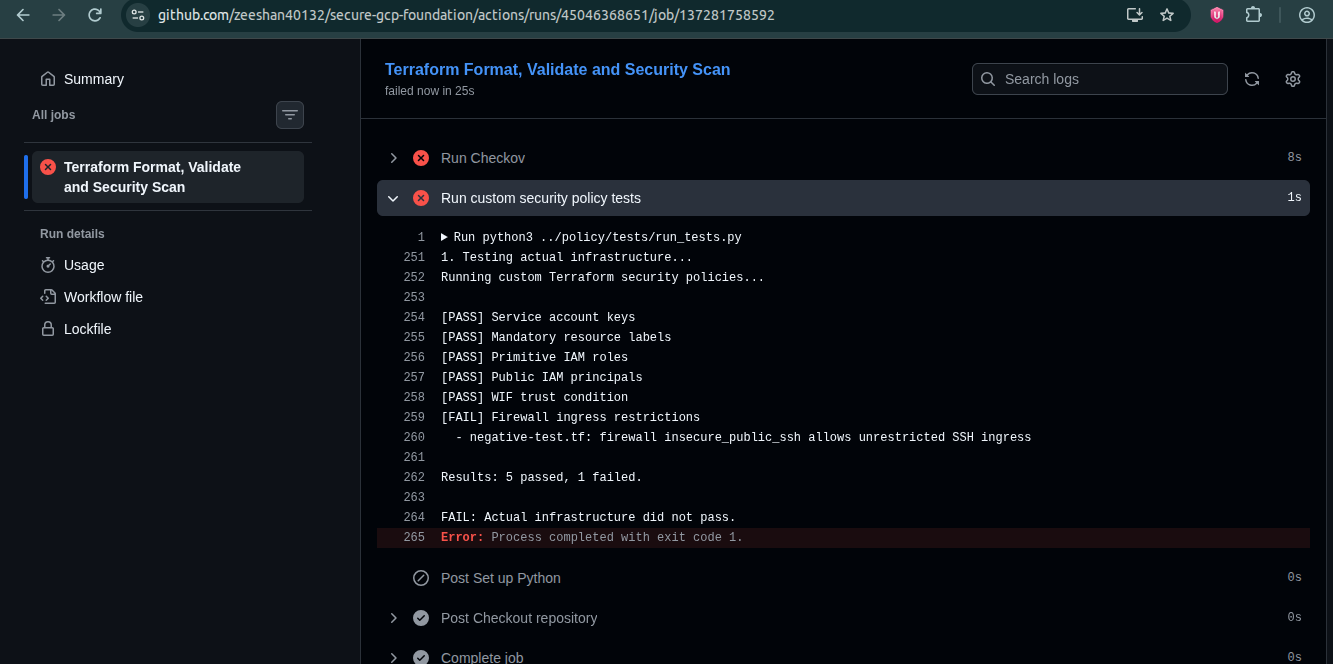 github.com/zeeshan40132/secure-gcp-foundation/actions/runs/45046368651/job/137281758592
Summary
All jobs
Terraform Format, Validate
and Security Scan
Run details
Usage
Workflow file
Lockfile
Terraform Format, Validate and Security Scan
failed now in 25s
Search logs
Run Checkov 8s
Run custom security policy tests 1s
1 Run python3 ../policy/tests/run_tests.py
251 1. Testing actual infrastructure...
252 Running custom Terraform security policies...
253
254 [PASS] Service account keys
255 [PASS] Mandatory resource labels
256 [PASS] Primitive IAM roles
257 [PASS] Public IAM principals
258 [PASS] WIF trust condition
259 [FAIL] Firewall ingress restrictions
260 - negative-test.tf: firewall insecure_public_ssh allows unrestricted SSH ingress
261
262 Results: 5 passed, 1 failed.
263
264 FAIL: Actual infrastructure did not pass.
265 Error: Process completed with exit code 1.
Post Set up Python 0s
Post Checkout repository 0s
Complete job 0s